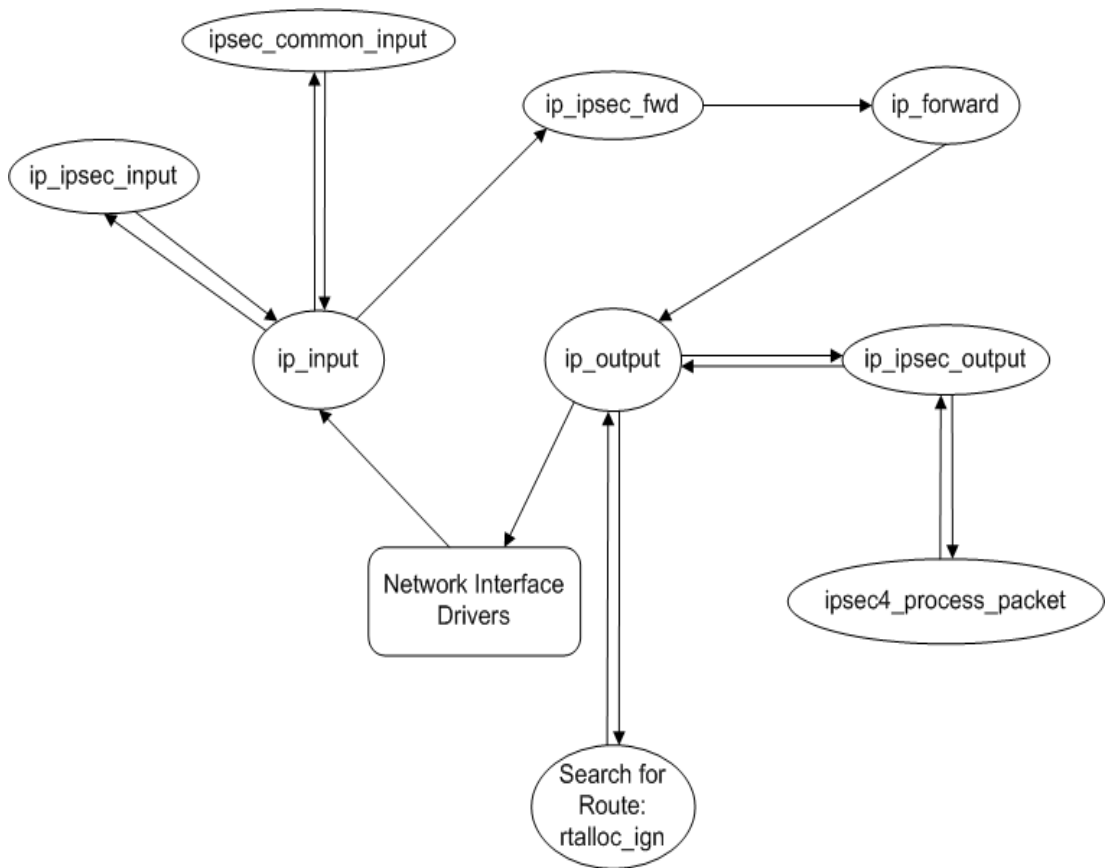 ipsec_common_input
ip_ipsec_fwd
ip_forward
ip_ipsec_input
ip_input
ip_output
ip_ipsec_output
Network Interface
Drivers
ipsec4_process_packet
Search for
Route:
rtalloc_ign